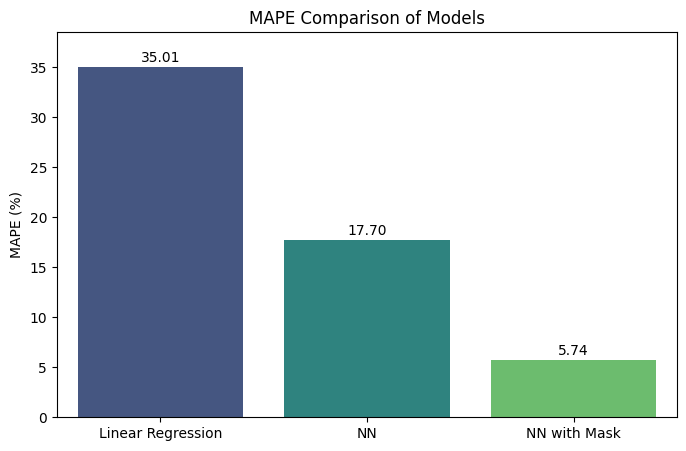 MAPE Comparison of Models
MAPE (%)
35
30
25
20
15
10
5
0
35.01
17.70
5.74
Linear Regression
NN
NN with Mask